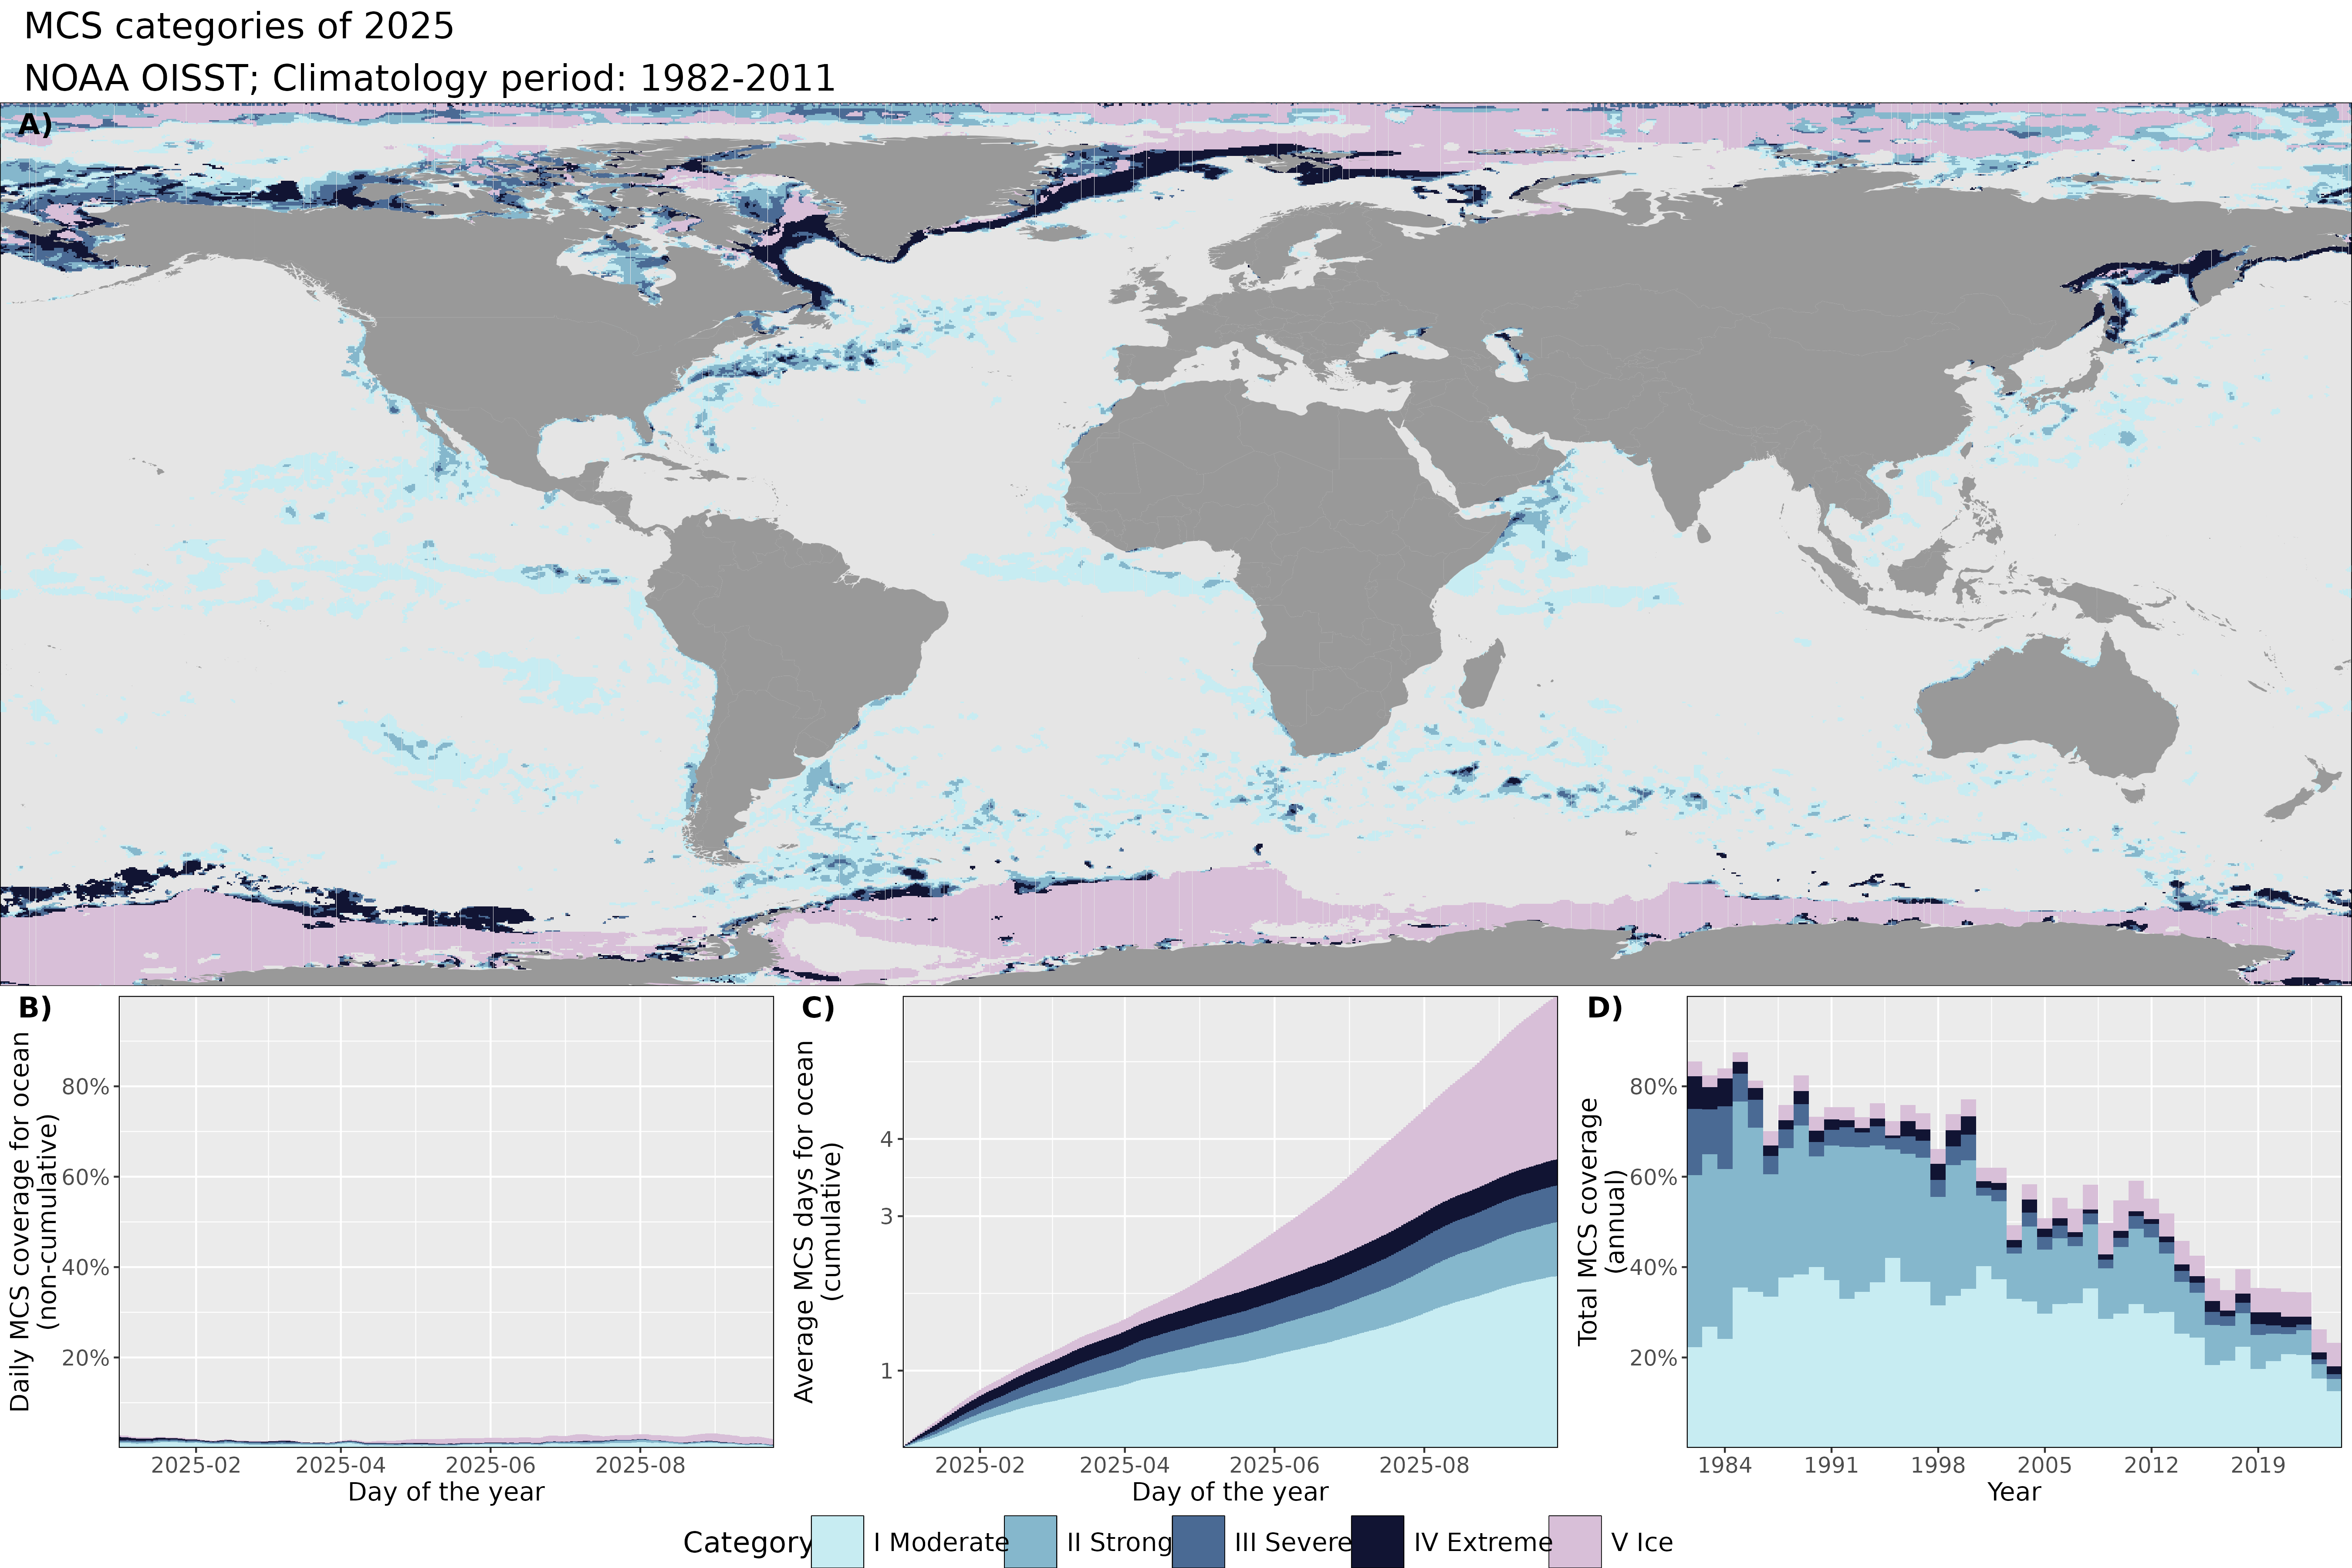 MCS categories of 2025
NOAA OISST; Climatology period: 1982-2011
A)
B)
Daily MCS coverage for ocean
(non-cumulative)
80%
60%
40%
20%
2025-02 2025-04 2025-06 2025-08
Day of the year
C)
Average MCS days for ocean
(cumulative)
4
3
1
2025-02 2025-04 2025-06 2025-08
Day of the year
D)
Total MCS coverage
(annual)
80%
60%
40%
20%
1984 1991 1998 2005 2012 2019
Year
Category I Moderate II Strong III Severe IV Extreme V Ice